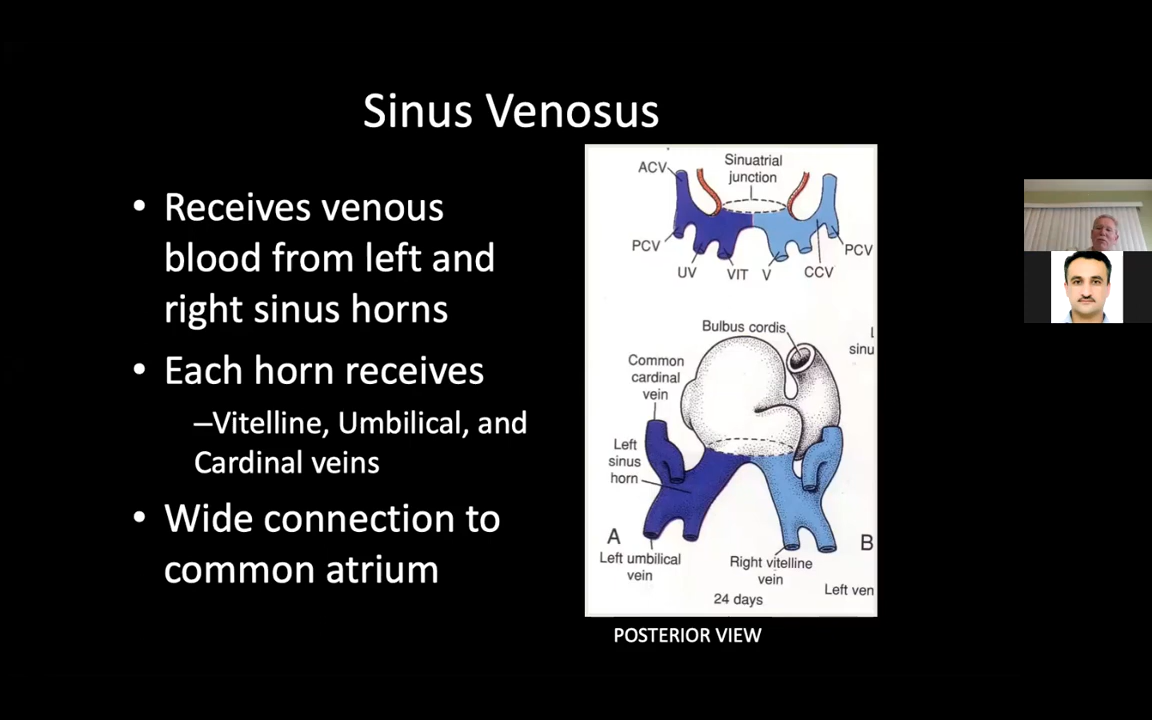 Sinus Venosus
• Receives venous
blood from left and
right sinus horns
• Each horn receives
–Vitelline, Umbilical, and
Cardinal veins
• Wide connection to
common atrium
ACV
Sinuatrial
junction
PCV
UV
VIT
V
CCV
PCV
Bulbus cordis
Common
cardinal
vein
Left
sinus
horn
L
sinu
A
B
Left umbilical
vein
Right vitelline
vein
Left ven
24 days
POSTERIOR VIEW